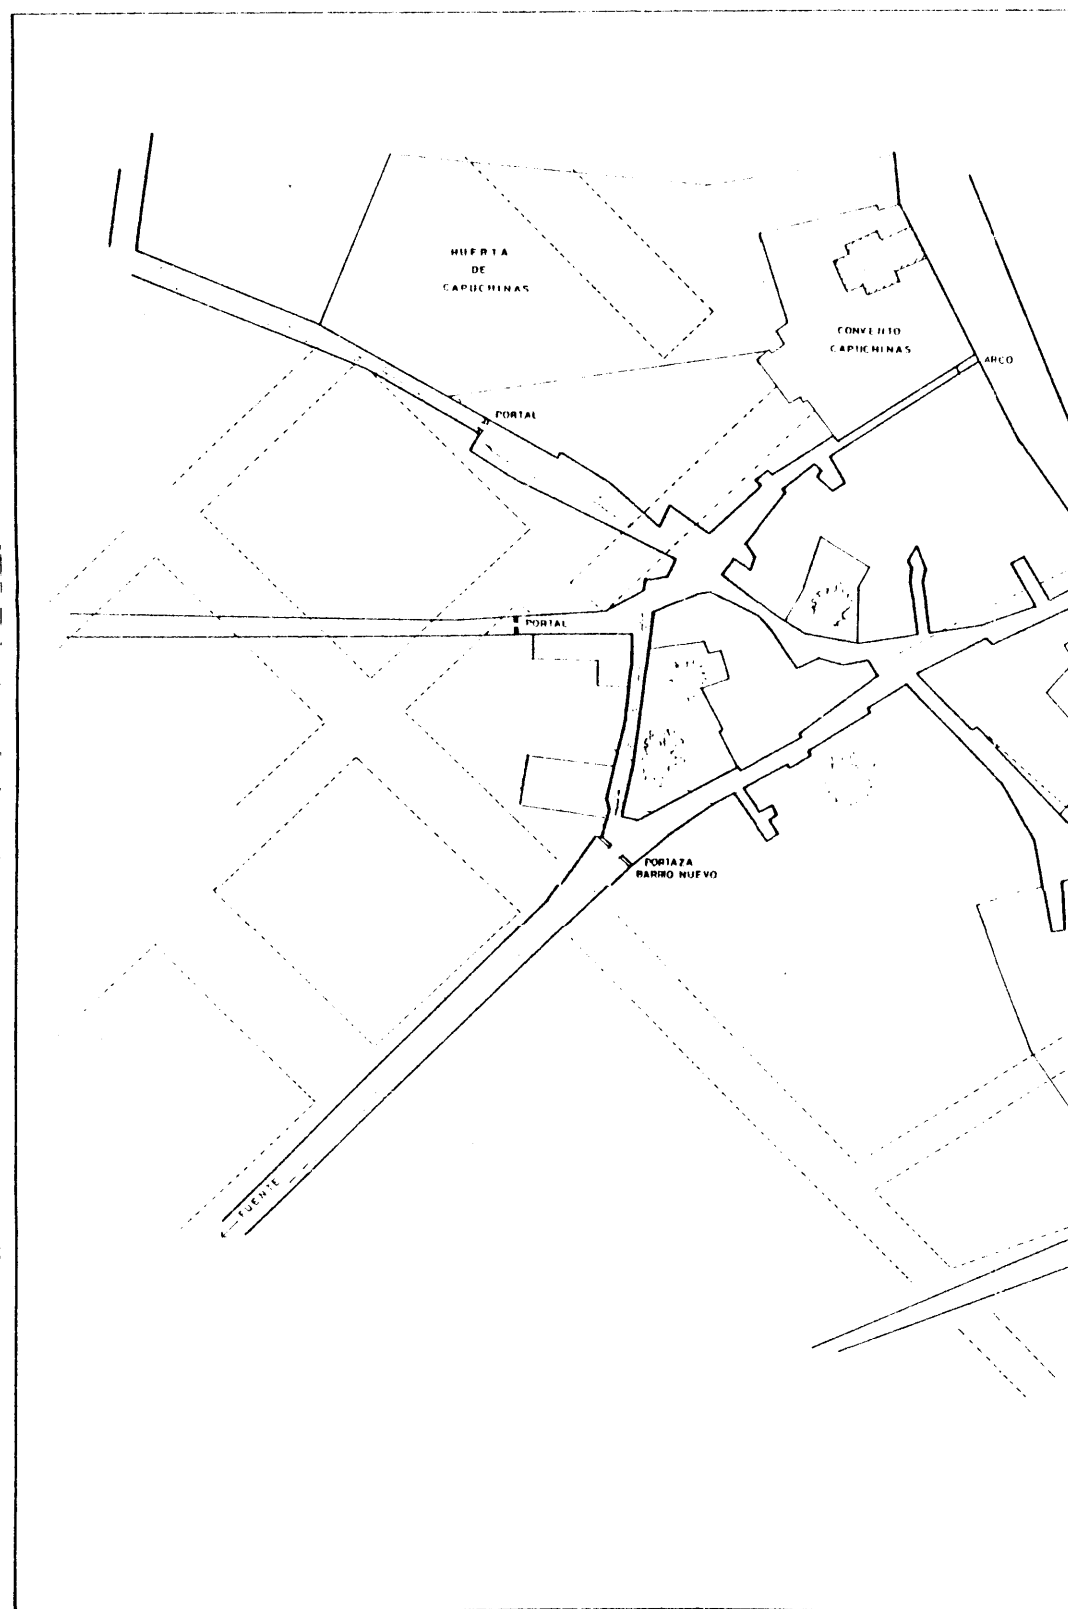 HUERTA
DE
CAPUCHINAS
CONVENTO
CAPUCHINAS
ARCO
PORTAL
PORTAL
PORTAZA
BARRIO NUEVO
FUENTE